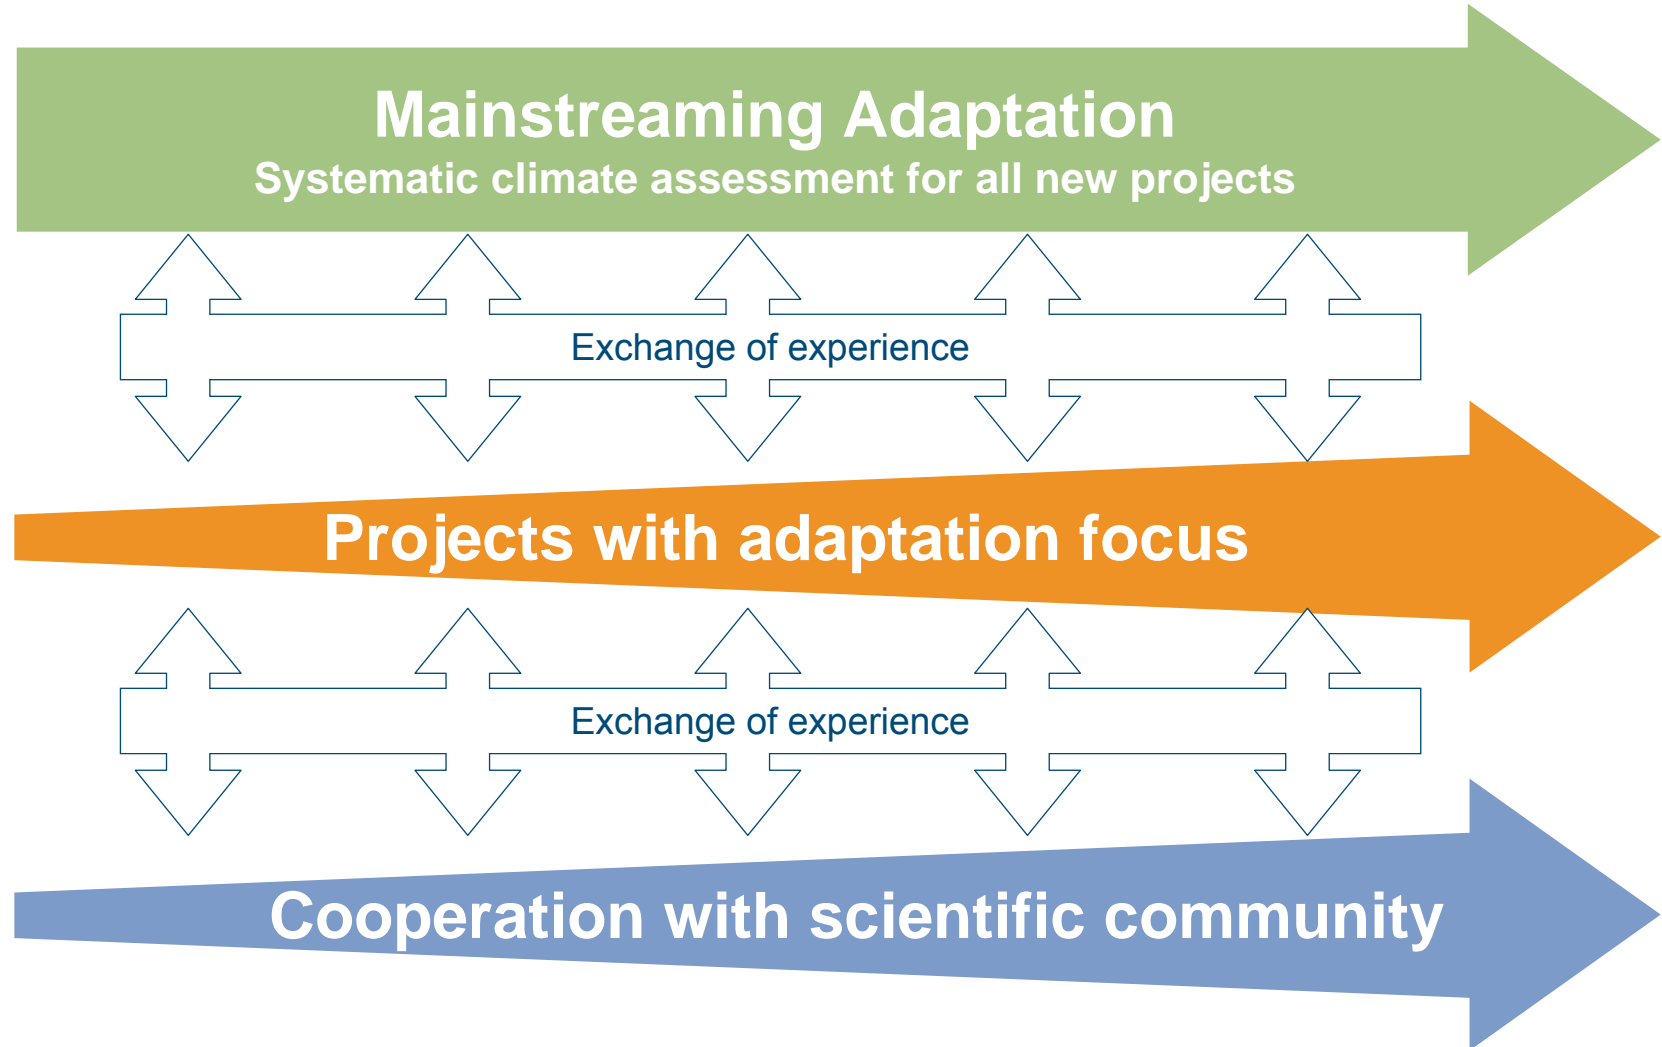 Mainstreaming Adaptation
Systematic climate assessment for all new projects
Exchange of experience
Projects with adaptation focus
Exchange of experience
Cooperation with scientific community